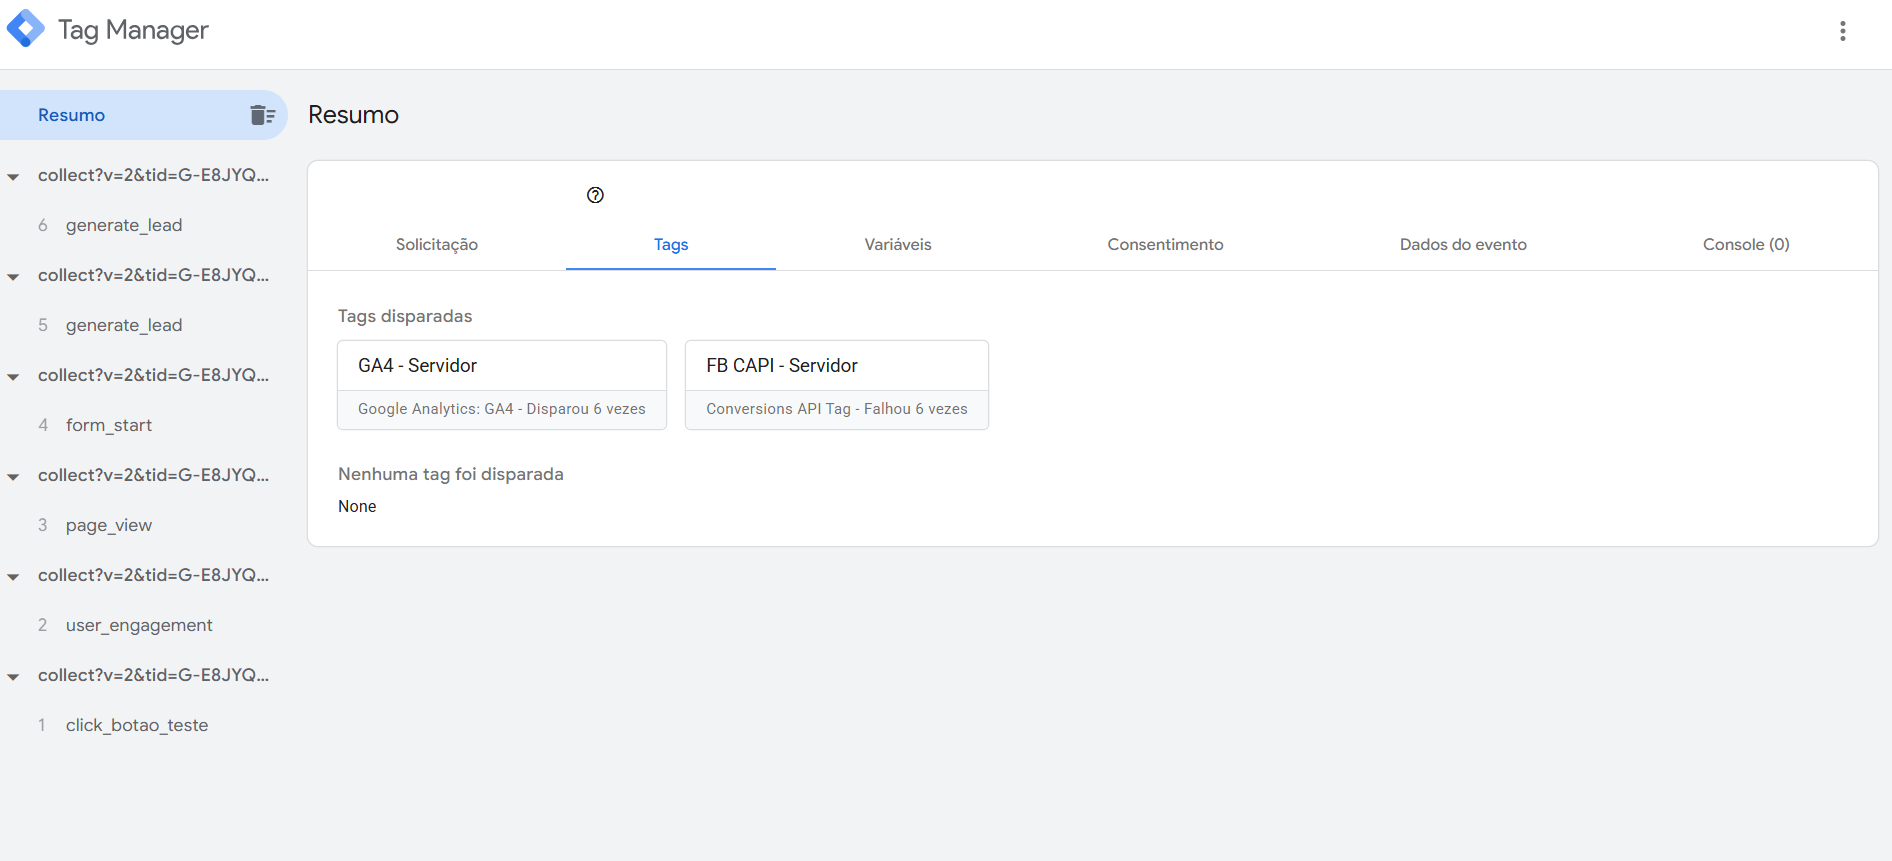 Tag Manager
Resumo
collect?v=2&tid=G-E8JYQ...
6 generate_lead
collect?v=2&tid=G-E8JYQ...
5 generate_lead
collect?v=2&tid=G-E8JYQ...
4 form_start
collect?v=2&tid=G-E8JYQ...
3 page_view
collect?v=2&tid=G-E8JYQ...
2 user_engagement
collect?v=2&tid=G-E8JYQ...
1 click_botao_teste
Resumo
Solicitação Tags Variáveis Consentimento Dados do evento Console (0)
Tags disparadas
GA4 - Servidor
Google Analytics: GA4 - Disparou 6 vezes
FB CAPI - Servidor
Conversions API Tag - Falhou 6 vezes
Nenhuma tag foi disparada
None